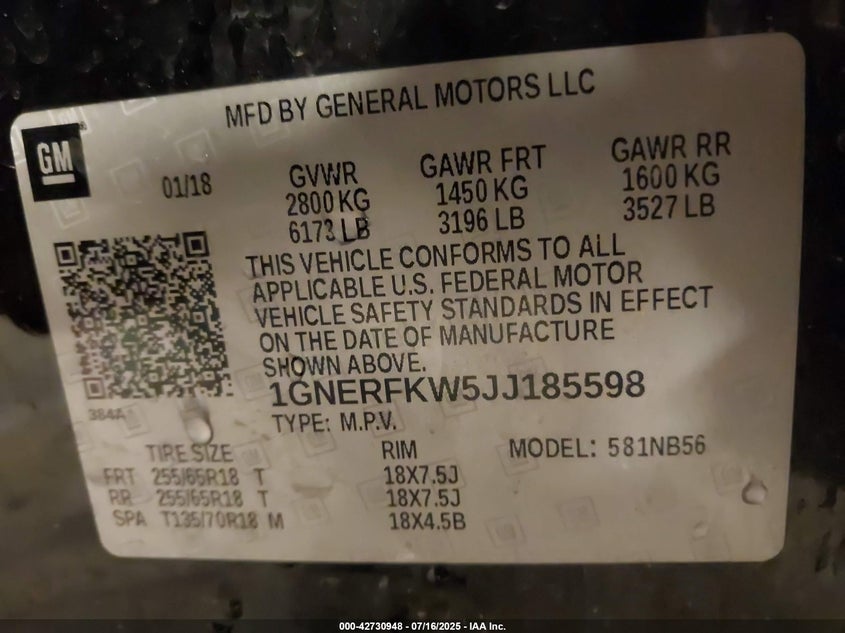 MFD BY GENERAL MOTORS LLC
GM
01/18
GVWR
2800 KG
6173 LB
GAWR FRT
1450 KG
3196 LB
GAWR RR
1600 KG
3527 LB
THIS VEHICLE CONFORMS TO ALL
APPLICABLE U.S. FEDERAL MOTOR
VEHICLE SAFETY STANDARDS IN EFFECT
ON THE DATE OF MANUFACTURE
SHOWN ABOVE.
1GNERFKW5JJ185598
384A
TYPE: M.P.V.
TIRE SIZE RIM MODEL: 581NB56
FRT 255/65R18 T 18X7.5J
RR 255/65R18 T 18X7.5J
SPA T135/70R18 M 18X4.5B
000-42730948 - 07/16/2025 - IAA Inc.